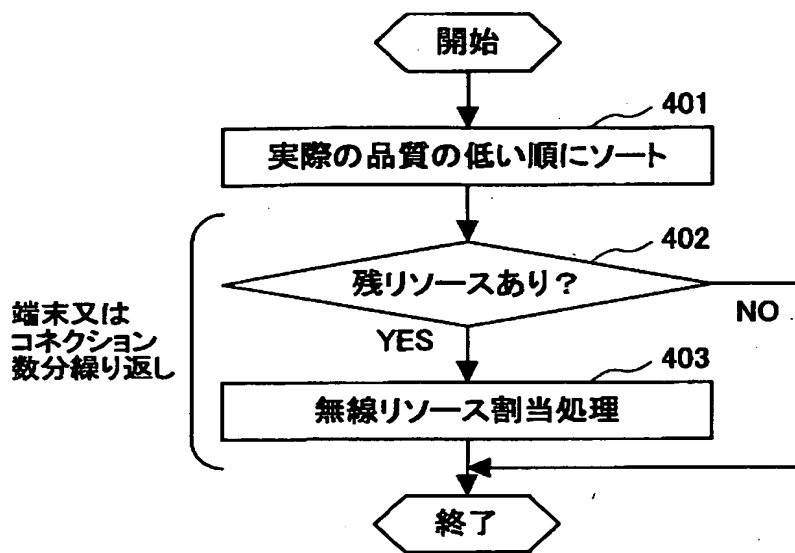 開始
401
実際の品質の低い順にソート
402
残リソースあり?
NO
YES
端末又は
コネクション
数分繰り返し
403
無線リソース割当処理
終了